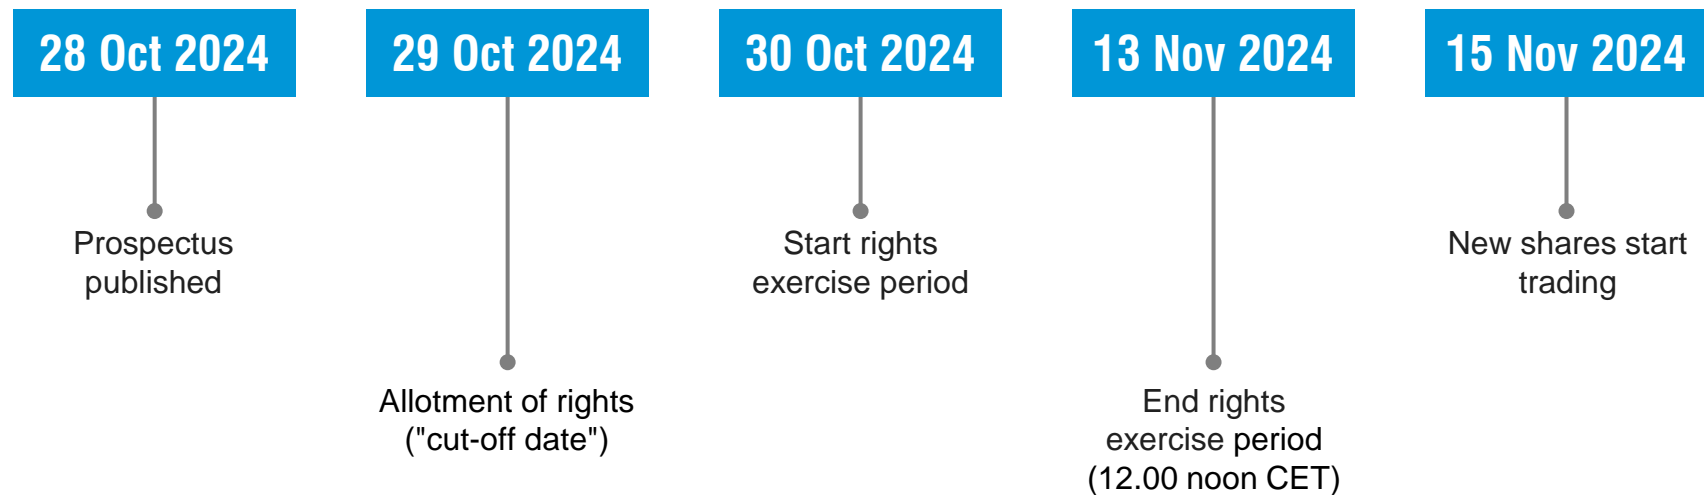 28 Oct 2024
Prospectus
published
29 Oct 2024
Allotment of rights
("cut-off date")
30 Oct 2024
Start rights
exercise period
13 Nov 2024
End rights
exercise period
(12.00 noon CET)
15 Nov 2024
New shares start
trading